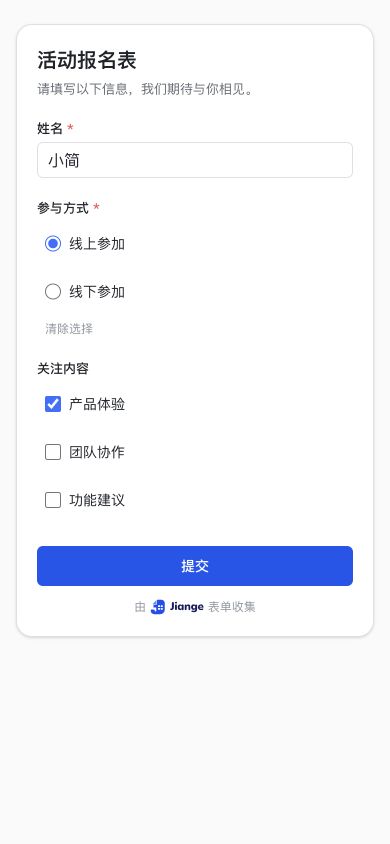 活动报名表
请填写以下信息，我们期待与你相见。
姓名 *
小简
参与方式 *
线上参加
线下参加
清除选择
关注内容
产品体验
团队协作
功能建议
提交
由 Jiange 表单收集